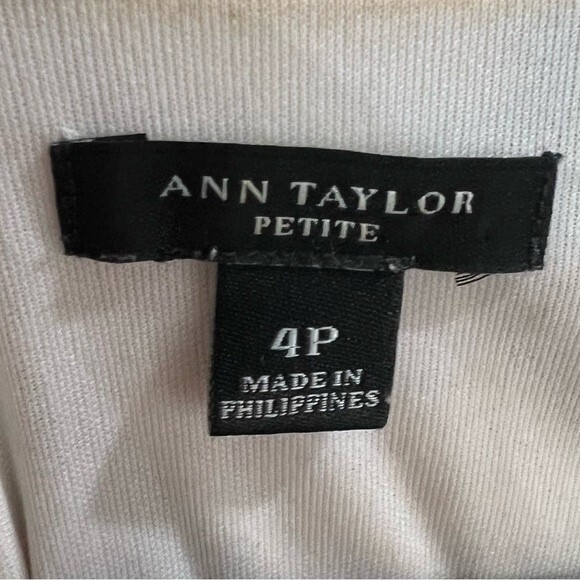 ANN TAYLOR
PETITE
4P
MADE IN
PHILIPPINES